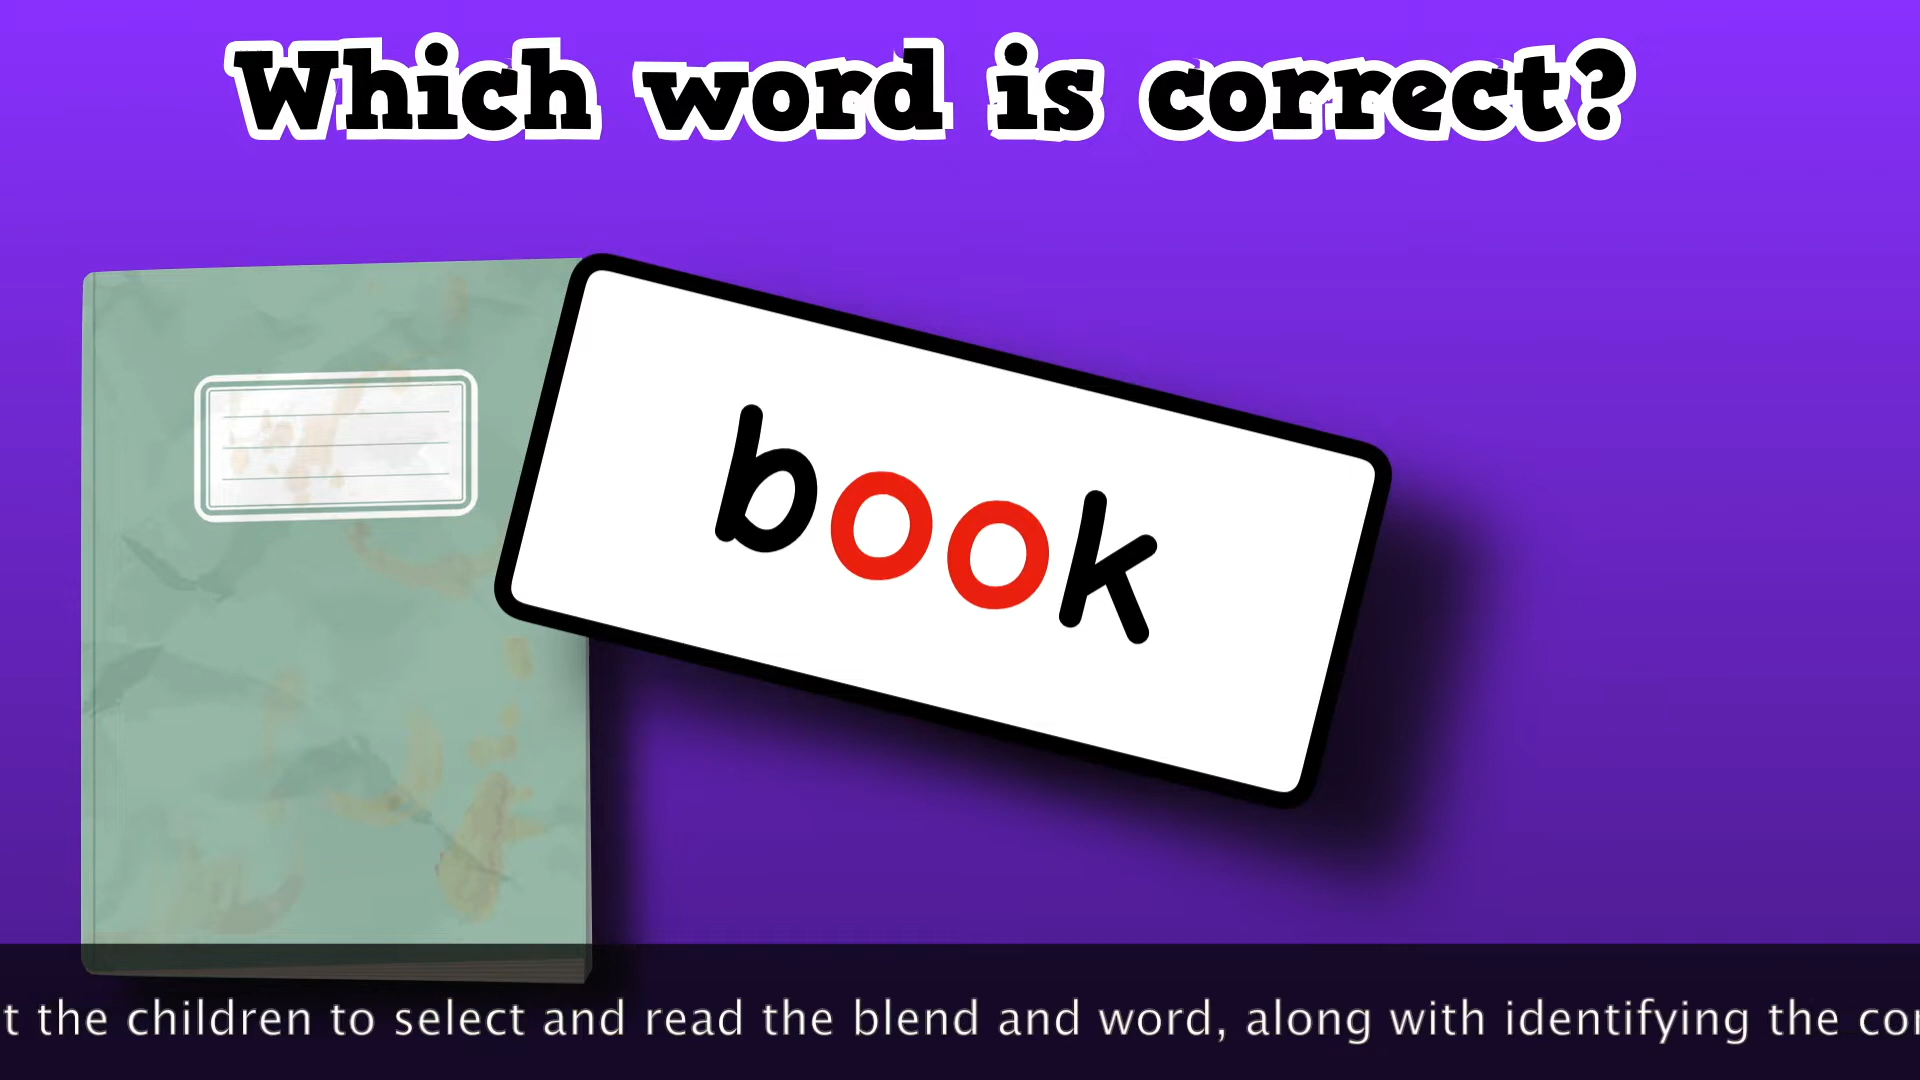 Which word is correct?
book
t the children to select and read the blend and word, along with identifying the cor